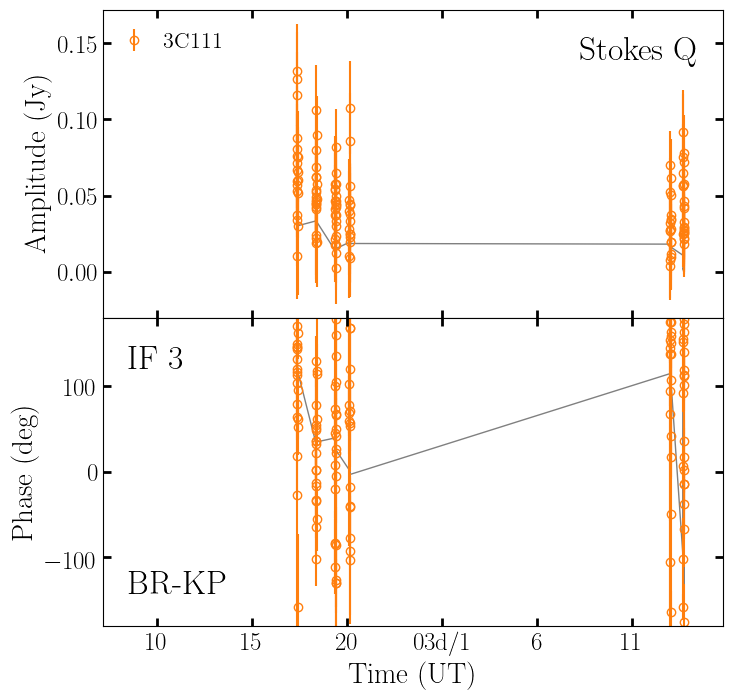 3C111
Stokes Q
0.15
0.10
0.05
0.00
Amplitude (Jy)
IF 3
100
0
−100
Phase (deg)
BR-KP
10 15 20 03d/1 6 11
Time (UT)